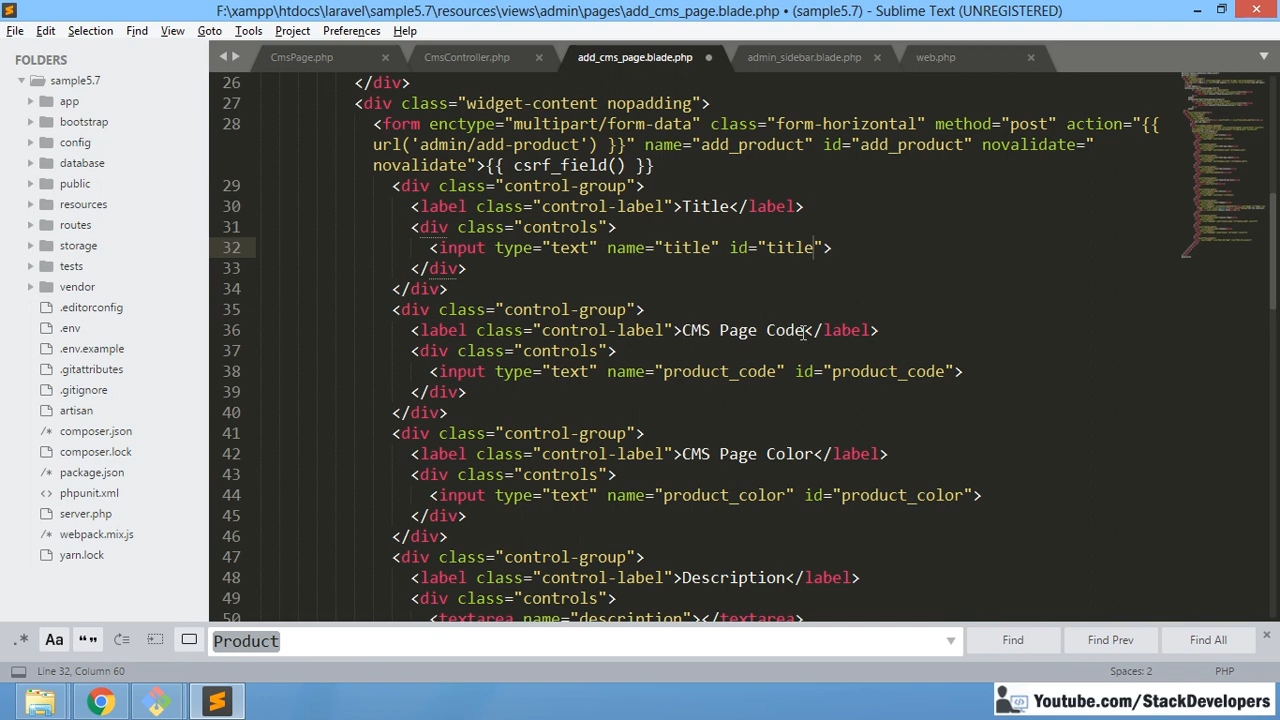 F:\xampp\htdocs\laravel\sample5.7\resources\views\admin\pages\add_cms_page.blade.php • (sample5.7) - Sublime Text (UNREGISTERED)
File Edit Selection Find View Goto Tools Project Preferences Help
FOLDERS
sample5.7
app
bootstrap
config
database
public
resources
routes
storage
tests
vendor
.editorconfig
.env
.env.example
.gitattributes
.gitignore
artisan
composer.json
composer.lock
package.json
phpunit.xml
server.php
webpack.mix.js
yarn.lock
CmsPage.php CmsController.php add_cms_page.blade.php admin_sidebar.blade.php web.php
26 </div>
27 <div class="widget-content nopadding">
28 <form enctype="multipart/form-data" class="form-horizontal" method="post" action="{{
url('admin/add-product') }}" name="add_product" id="add_product" novalidate="
novalidate">{{ csrf_field() }}
29 <div class="control-group">
30 <label class="control-label">Title</label>
31 <div class="controls">
32 <input type="text" name="title" id="title">
33 </div>
34 </div>
35 <div class="control-group">
36 <label class="control-label">CMS Page Code</label>
37 <div class="controls">
38 <input type="text" name="product_code" id="product_code">
39 </div>
40 </div>
41 <div class="control-group">
42 <label class="control-label">CMS Page Color</label>
43 <div class="controls">
44 <input type="text" name="product_color" id="product_color">
45 </div>
46 </div>
47 <div class="control-group">
48 <label class="control-label">Description</label>
49 <div class="controls">
50 <textarea name="description"></textarea>
.* Aa “” Product Find Find Prev Find All
Line 32, Column 60 Spaces: 2 PHP
Youtube.com/StackDevelopers